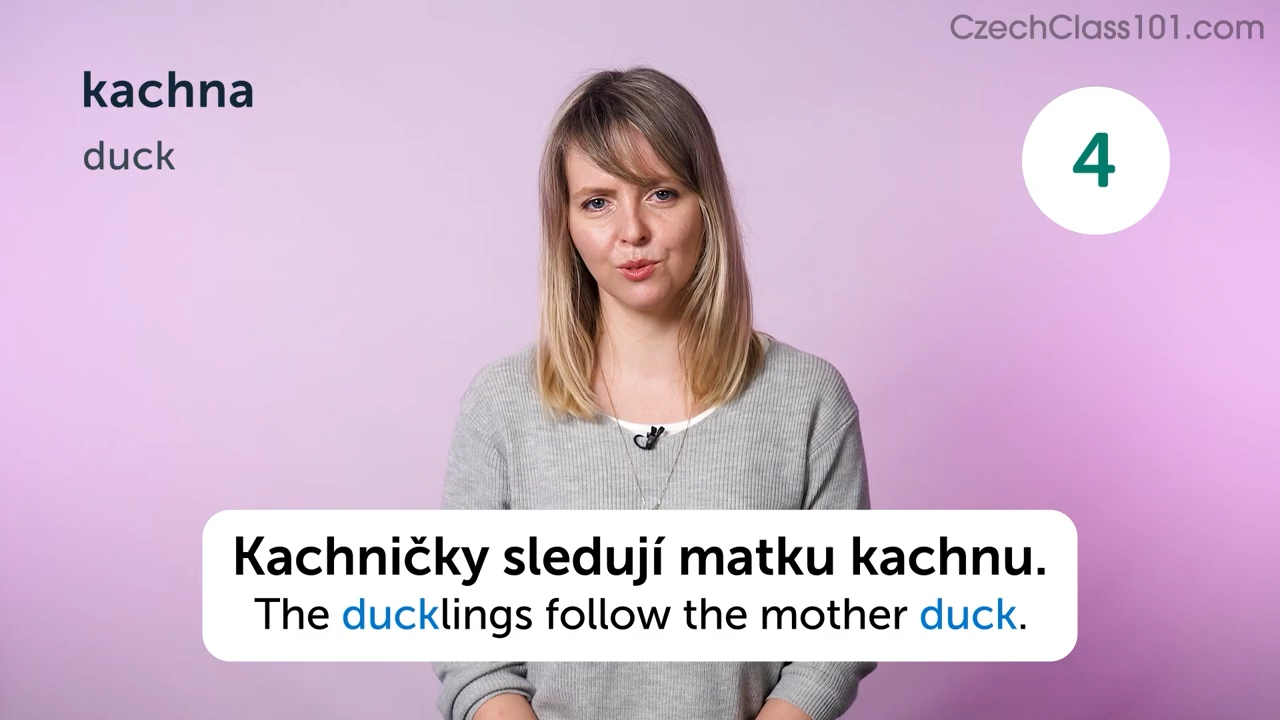 CzechClass101.com
kachna
duck
4
Kachničky sledují matku kachnu.
The ducklings follow the mother duck.